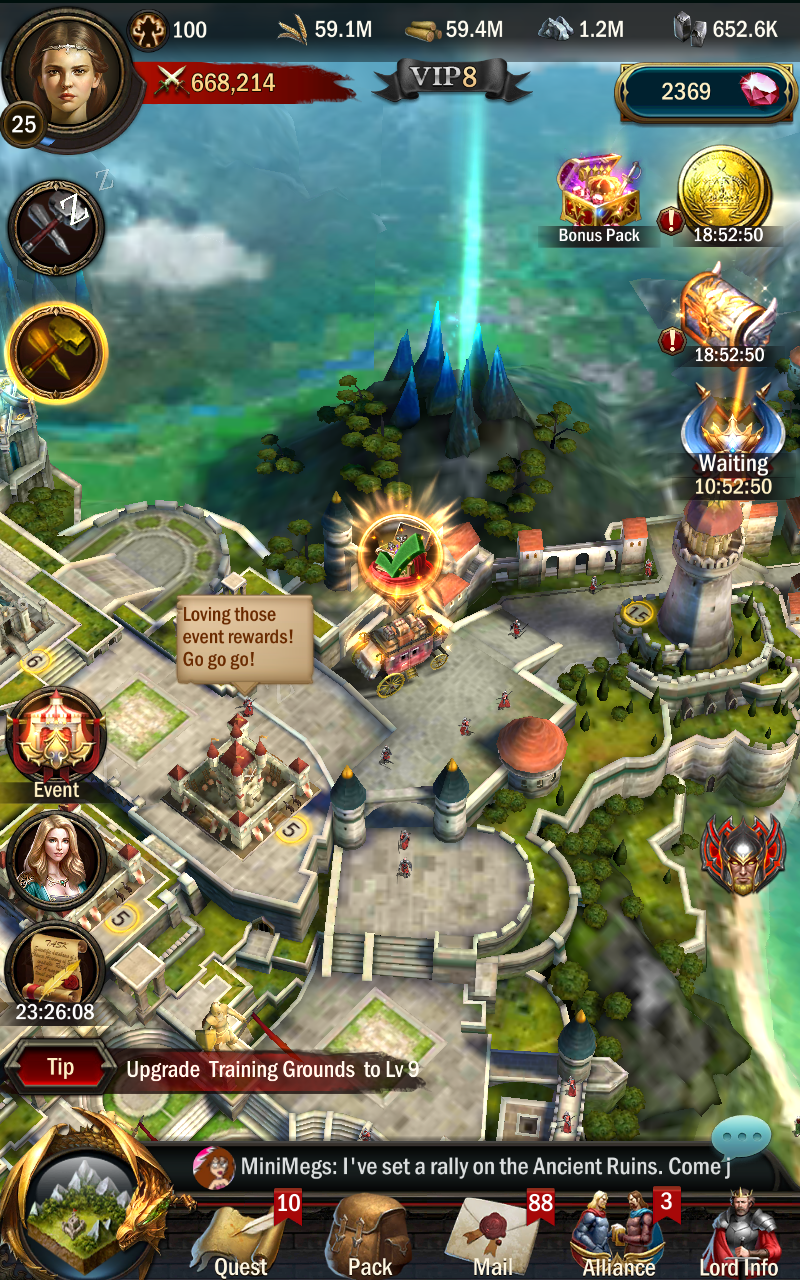 100
59.1M
59.4M
1.2M
652.6K
668,214
VIP8
2369
25
Z
Z
Bonus Pack
18:52:50
18:52:50
Waiting
10:52:50
15
Loving those
event rewards!
Go go go!
6
Event
5
5
TASK
23:26:08
Tip
Upgrade Training Grounds to Lv 9
MiniMegs: I've set a rally on the Ancient Ruins. Come j
10
88
3
Quest
Pack
Mail
Alliance
Lord Info